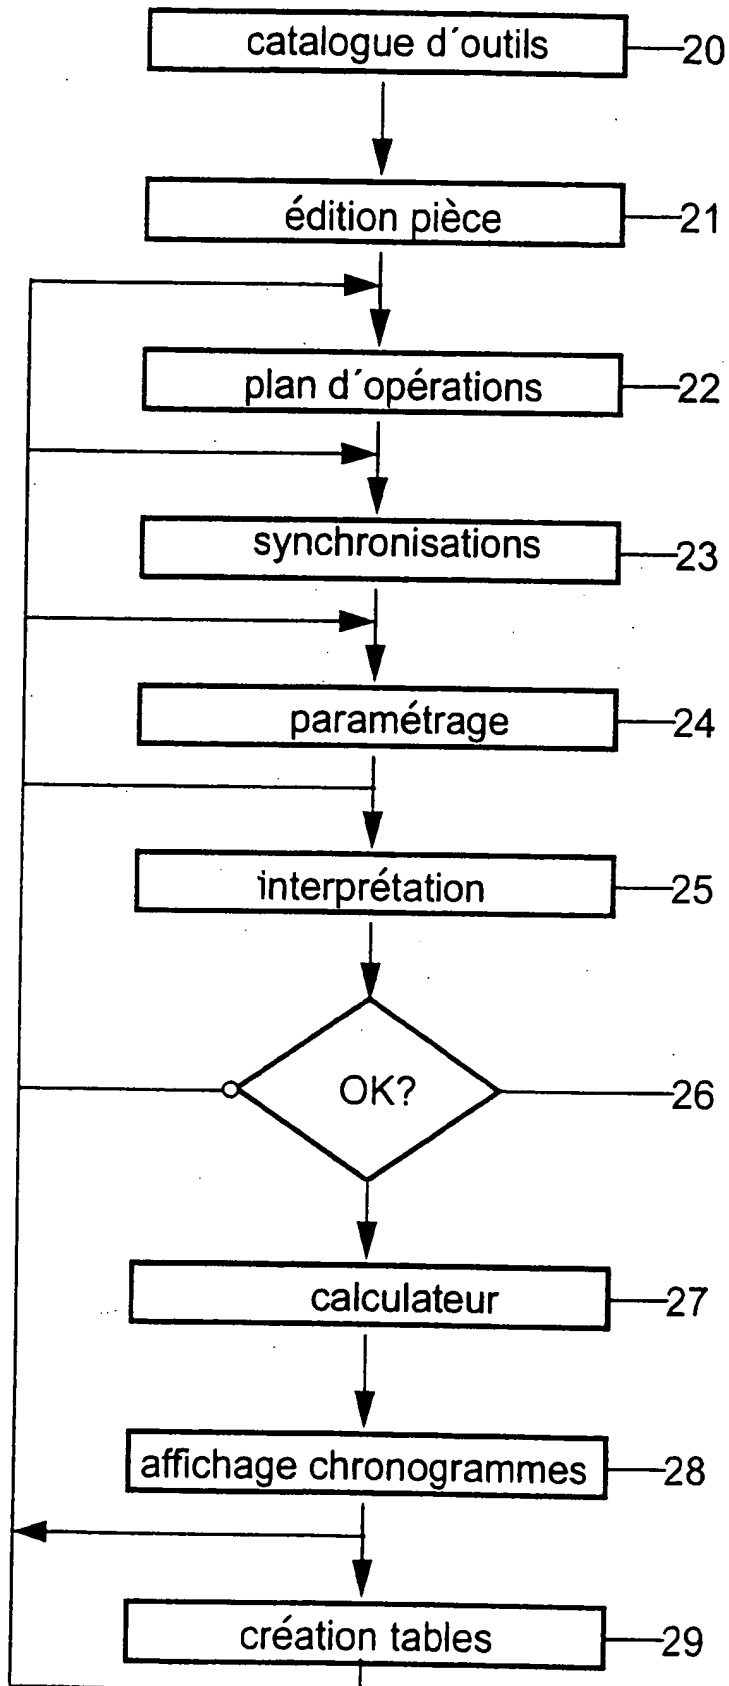 catalogue d´outils 20
édition pièce 21
plan d´opérations 22
synchronisations 23
paramétrage 24
interprétation 25
OK? 26
calculateur 27
affichage chronogrammes 28
création tables 29